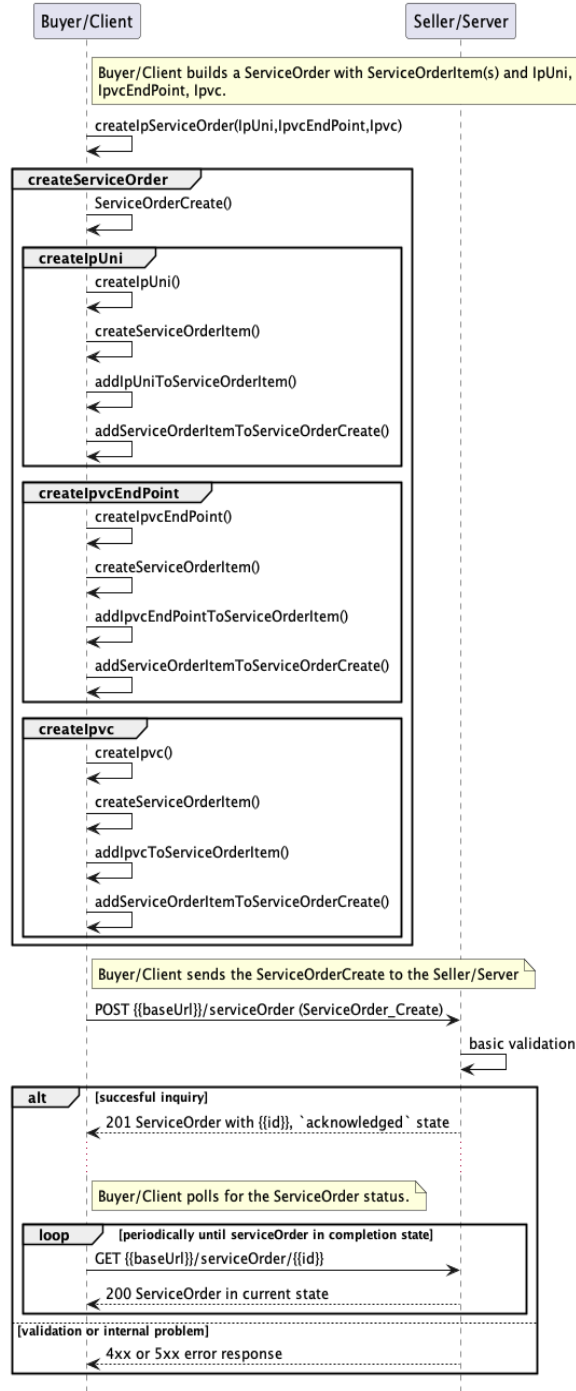 Buyer/Client
Seller/Server
Buyer/Client builds a ServiceOrder with ServiceOrderItem(s) and IpUni,
IpvcEndPoint, Ipvc.
createIpServiceOrder(IpUni,IpvcEndPoint,Ipvc)
createServiceOrder
ServiceOrderCreate()
createIpUni
createIpUni()
createServiceOrderItem()
addIpUniToServiceOrderItem()
addServiceOrderItemToServiceOrderCreate()
createIpvcEndPoint
createIpvcEndPoint()
createServiceOrderItem()
addIpvcEndPointToServiceOrderItem()
addServiceOrderItemToServiceOrderCreate()
createIpvc
createIpvc()
createServiceOrderItem()
addIpvcToServiceOrderItem()
addServiceOrderItemToServiceOrderCreate()
Buyer/Client sends the ServiceOrderCreate to the Seller/Server
POST {{baseUrl}}/serviceOrder (ServiceOrder_Create)
basic validation
alt
[succesful inquiry]
201 ServiceOrder with {{id}}, `acknowledged` state
Buyer/Client polls for the ServiceOrder status.
loop
[periodically until serviceOrder in completion state]
GET {{baseUrl}}/serviceOrder/{{id}}
200 ServiceOrder in current state
[validation or internal problem]
4xx or 5xx error response